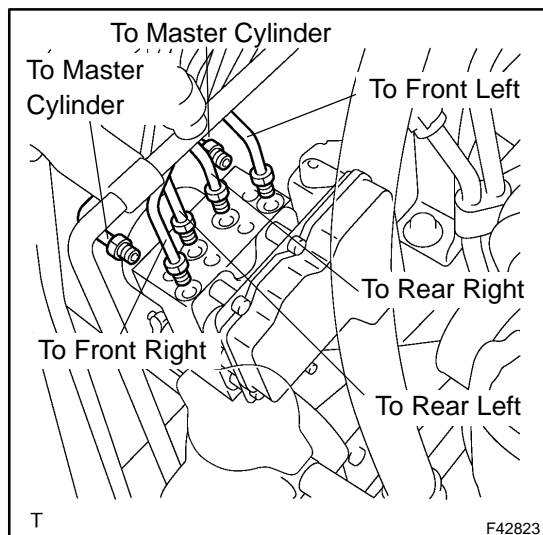 To Master Cylinder
To Master
Cylinder
To Front Left
To Rear Right
To Front Right
To Rear Left
T
F42823